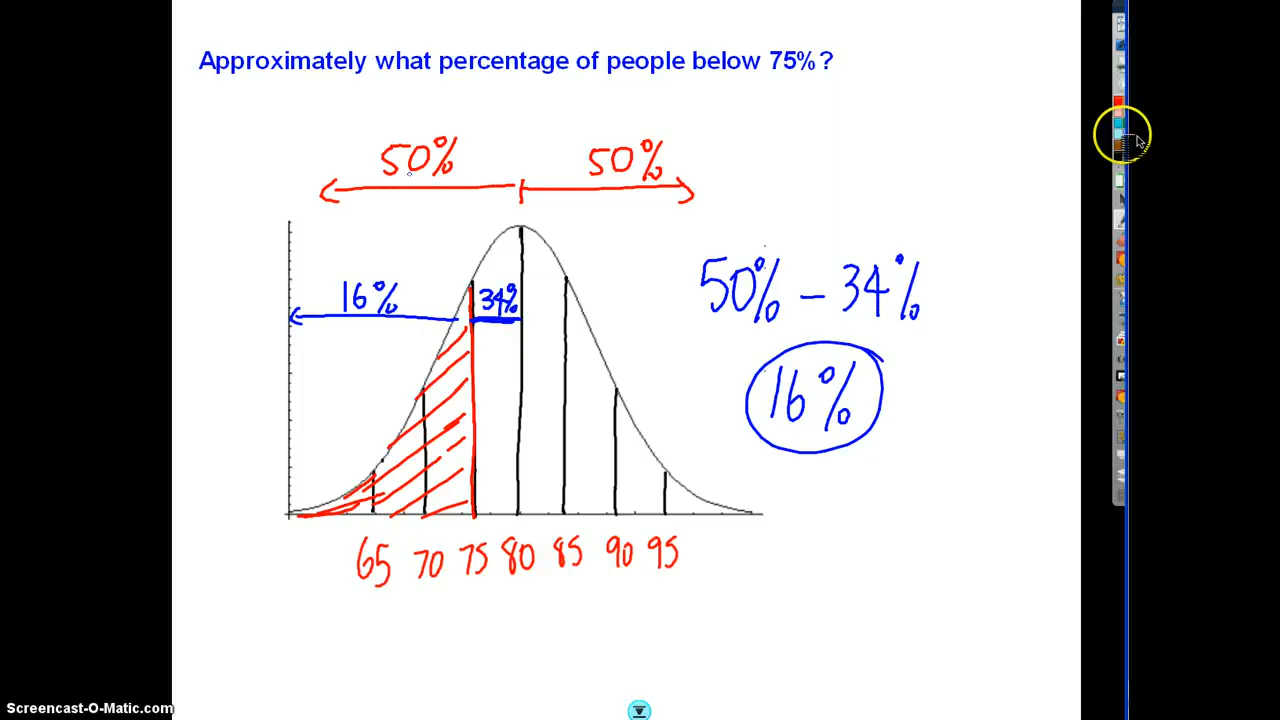 Approximately what percentage of people below 75%?
50% 50%
16% 34%
50% - 34%
16%
65 70 75 80 85 90 95
Screencast-O-Matic.com